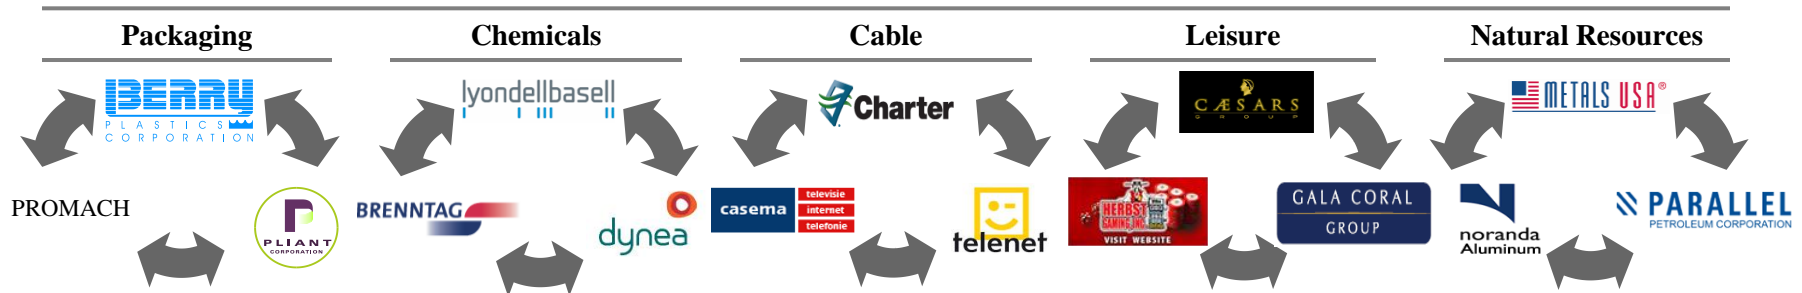 Packaging
Chemicals
Cable
Leisure
Natural Resources
BERRY
PLASTICS
CORPORATION
lyondellbasell
Charter
CÆSARS
GROUP
METALS USA®
PROMACH
PLIANT
CORPORATION
BRENNTAG
dynea
casema
televisie
internet
telefonie
telenet
HERBST
GAMING, INC.
VISIT WEBSITE
GALA CORAL
GROUP
noranda
Aluminum
PARALLEL
PETROLEUM CORPORATION